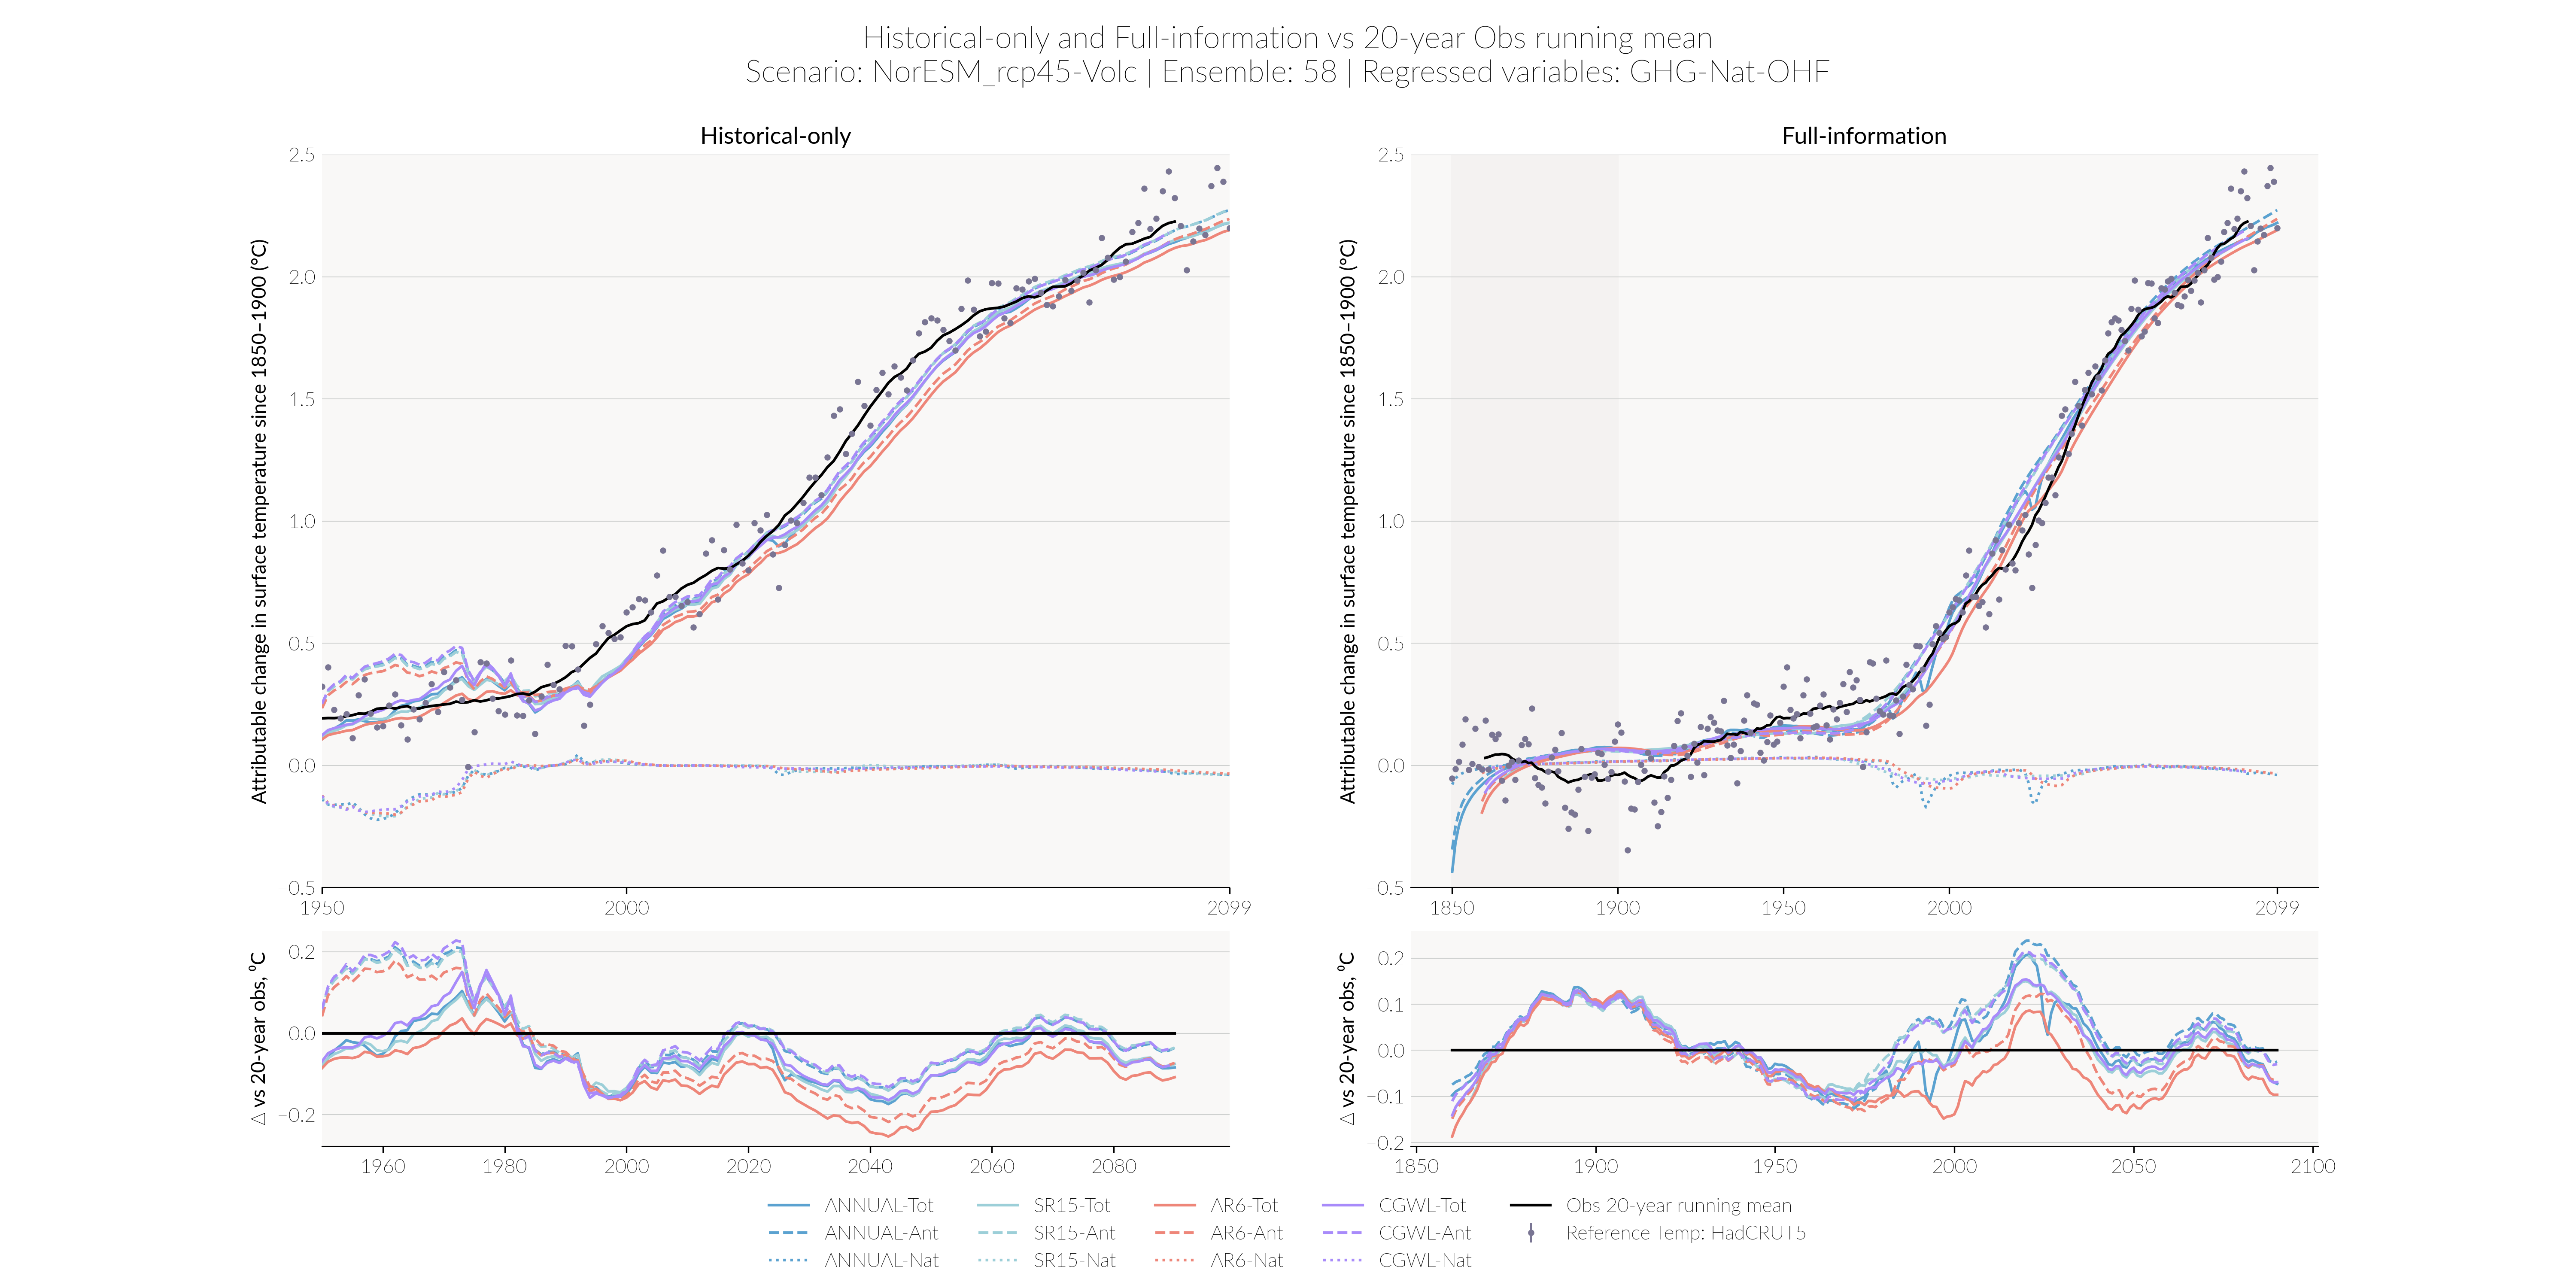 Historical-only and Full-information vs 20-year Obs running mean
Scenario: NorESM_rcp45-Volc | Ensemble: 58 | Regressed variables: GHG-Nat-OHF
Historical-only
Attributable change in surface temperature since 1850–1900 (°C)
2.5
2.0
1.5
1.0
0.5
0.0
−0.5
1950
2000
2099
Full-information
Attributable change in surface temperature since 1850–1900 (°C)
2.5
2.0
1.5
1.0
0.5
0.0
−0.5
1850
1900
1950
2000
2099
△ vs 20-year obs, ⁰C
0.2
0.0
−0.2
1960
1980
2000
2020
2040
2060
2080
△ vs 20-year obs, ⁰C
0.2
0.1
0.0
−0.1
−0.2
1850
1900
1950
2000
2050
2100
ANNUAL-Tot
ANNUAL-Ant
ANNUAL-Nat
SR15-Tot
SR15-Ant
SR15-Nat
AR6-Tot
AR6-Ant
AR6-Nat
CGWL-Tot
CGWL-Ant
CGWL-Nat
Obs 20-year running mean
Reference Temp: HadCRUT5